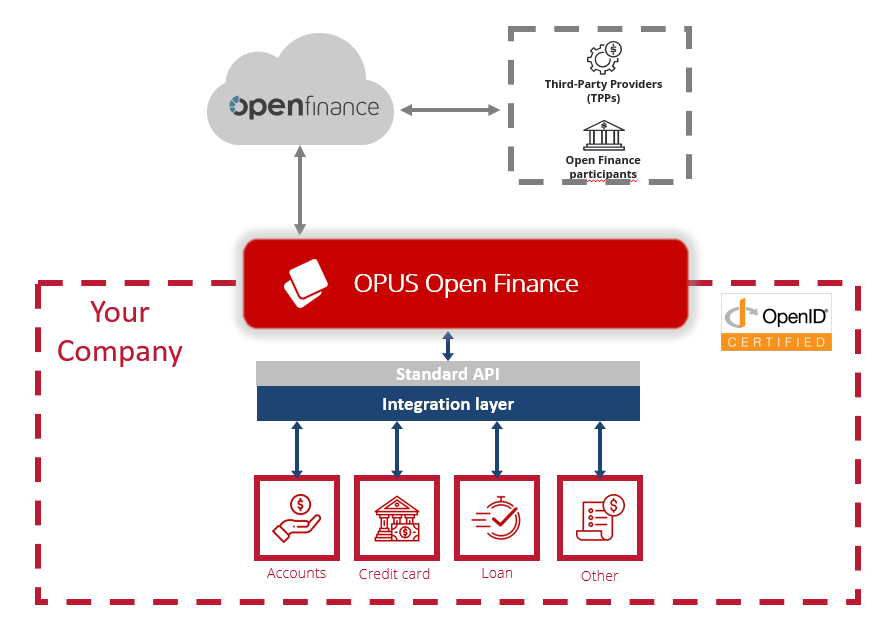 openfinance
Third-Party Providers
(TPPs)
Open Finance
participants
OPUS Open Finance
Your
Company
OpenID®
CERTIFIED
Standard API
Integration layer
Accounts
Credit card
Loan
Other